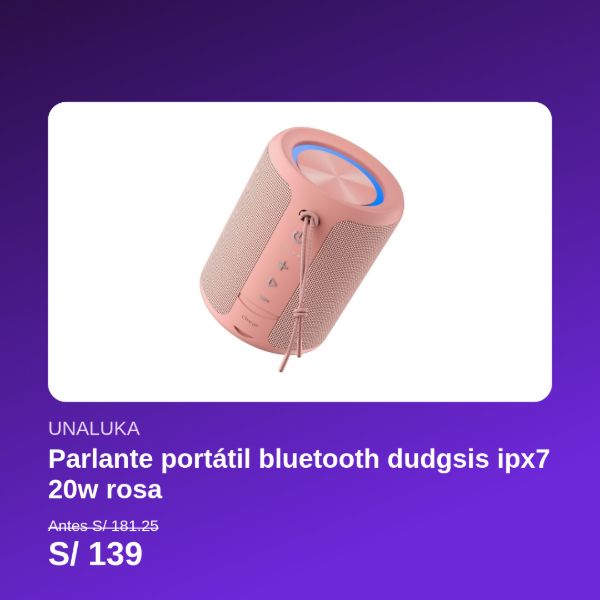 UNALUKA
Parlante portátil bluetooth dudgsis ipx7
20w rosa
Antes S/ 181.25
S/ 139